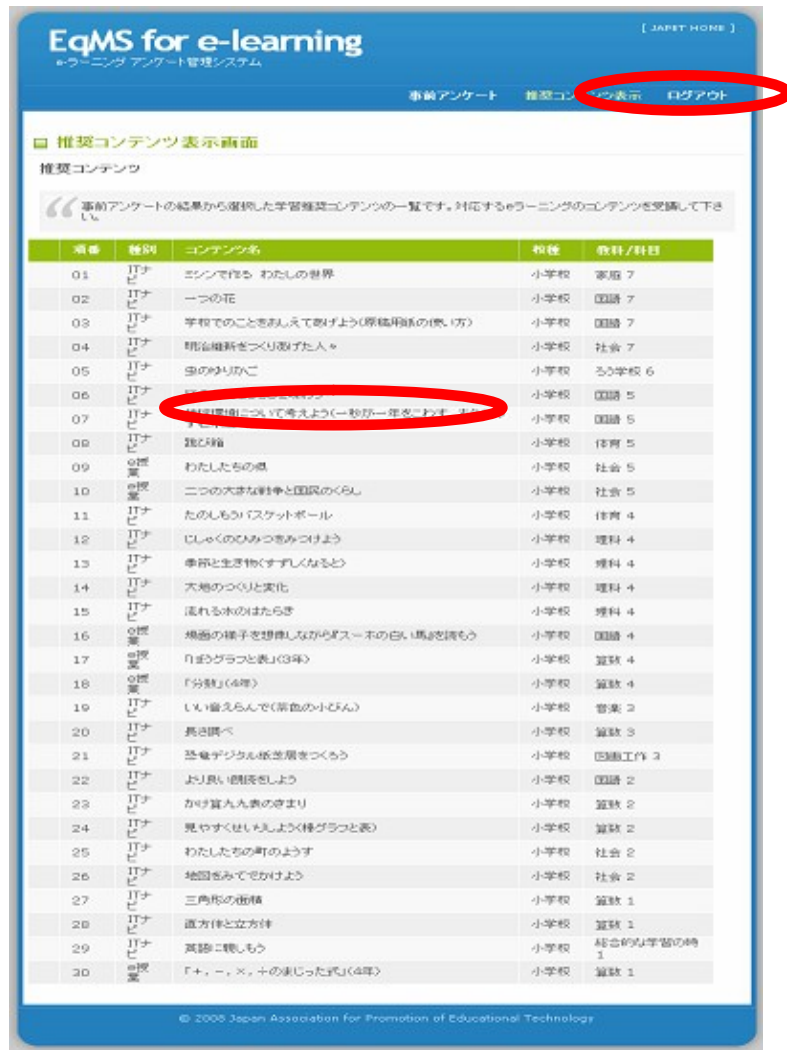 [ JAPET HOME ]
EqMS for e-learning
e-ラーニング アンケート管理システム
事前アンケート 推奨コンテンツ表示 ログアウト
推奨コンテンツ表示画面
推奨コンテンツ
事前アンケートの結果から選択した学習推奨コンテンツの一覧です。対応するeラーニングのコンテンツを受講して下さ
い。
項番 種別 コンテンツ名 校種 教科/科目
01 ITナビ ミシンで作る わたしの世界 小学校 家庭 7
02 ITナビ 一つの花 小学校 国語 7
03 ITナビ 学校でのことをおしえてあげよう(原稿用紙の使い方) 小学校 国語 7
04 ITナビ 明治維新をつくりあげた人々 小学校 社会 7
05 ITナビ 虫のゆりかご 小学校 ろう学校 6
06 ITナビ 小学校 国語 5
07 ITナビ 地球環境について考えよう(一秒が一年をこわす 小学校 国語 5
08 ITナビ 跳び箱 小学校 体育 5
09 e授業 わたしたちの県 小学校 社会 5
10 e授業 二つの大きな戦争と国民のくらし 小学校 社会 5
11 ITナビ たのしもうバスケットボール 小学校 体育 4
12 ITナビ じしゃくのひみつをみつけよう 小学校 理科 4
13 ITナビ 季節と生き物(すずしくなると) 小学校 理科 4
14 ITナビ 大地のつくりと変化 小学校 理科 4
15 ITナビ 流れる水のはたらき 小学校 理科 4
16 e授業 場面の様子を想像しながら『スーホの白い馬』を読もう 小学校 国語 4
17 e授業 「ぼうグラフと表」(3年) 小学校 算数 4
18 e授業 「分数」(4年) 小学校 算数 4
19 ITナビ いい音えらんで(茶色の小びん) 小学校 音楽 3
20 ITナビ 長さ調べ 小学校 算数 3
21 ITナビ 恐竜デジタル紙芝居をつくろう 小学校 図画工作 3
22 ITナビ より良い朗読をしよう 小学校 国語 2
23 ITナビ かけ算九九表のきまり 小学校 算数 2
24 ITナビ 見やすくせいりしよう(棒グラフと表) 小学校 算数 2
25 ITナビ わたしたちの町のようす 小学校 社会 2
26 ITナビ 地図をみてでかけよう 小学校 社会 2
27 ITナビ 三角形の面積 小学校 算数 1
28 ITナビ 直方体と立方体 小学校 算数 1
29 ITナビ 英語に親しもう 小学校 総合的な学習の時 1
30 e授業 「+,-,×,÷のまじった式」(4年) 小学校 算数 1
© 2008 Japan Association for Promotion of Educational Technology